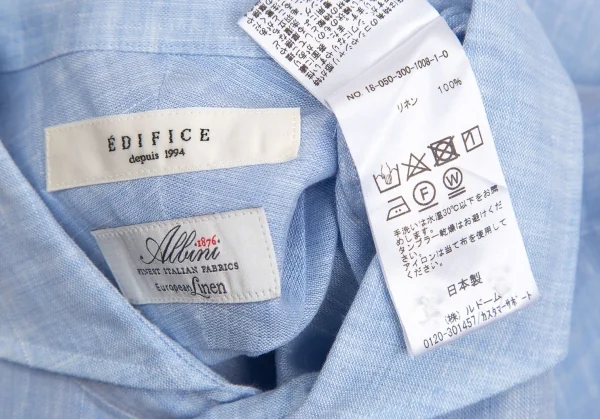 ÉDIFICE
depuis 1994
Albini
1876
FINEST ITALIAN FABRICS
European Linen
NO 18-050-300-1008-1-0
リネン 100%
手洗いは水温30℃以下をお薦
めします。
タンブラー乾燥はお避けくだ
さい。
アイロンは当て布を使用して
ください。
日本製
(株) ルドーム
0120-301457/カスタマーサポート